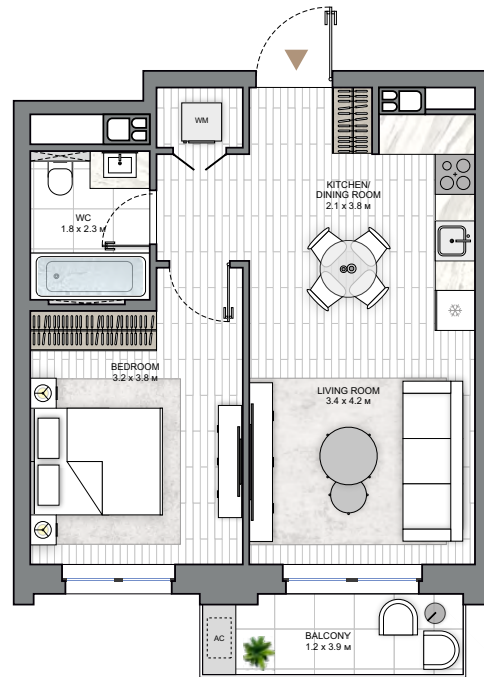 WM
KITCHEN/
DINING ROOM
2.1 x 3.8 м
WC
1.8 x 2.3 м
BEDROOM
3.2 x 3.8 м
LIVING ROOM
3.4 x 4.2 м
AC
BALCONY
1.2 x 3.9 м